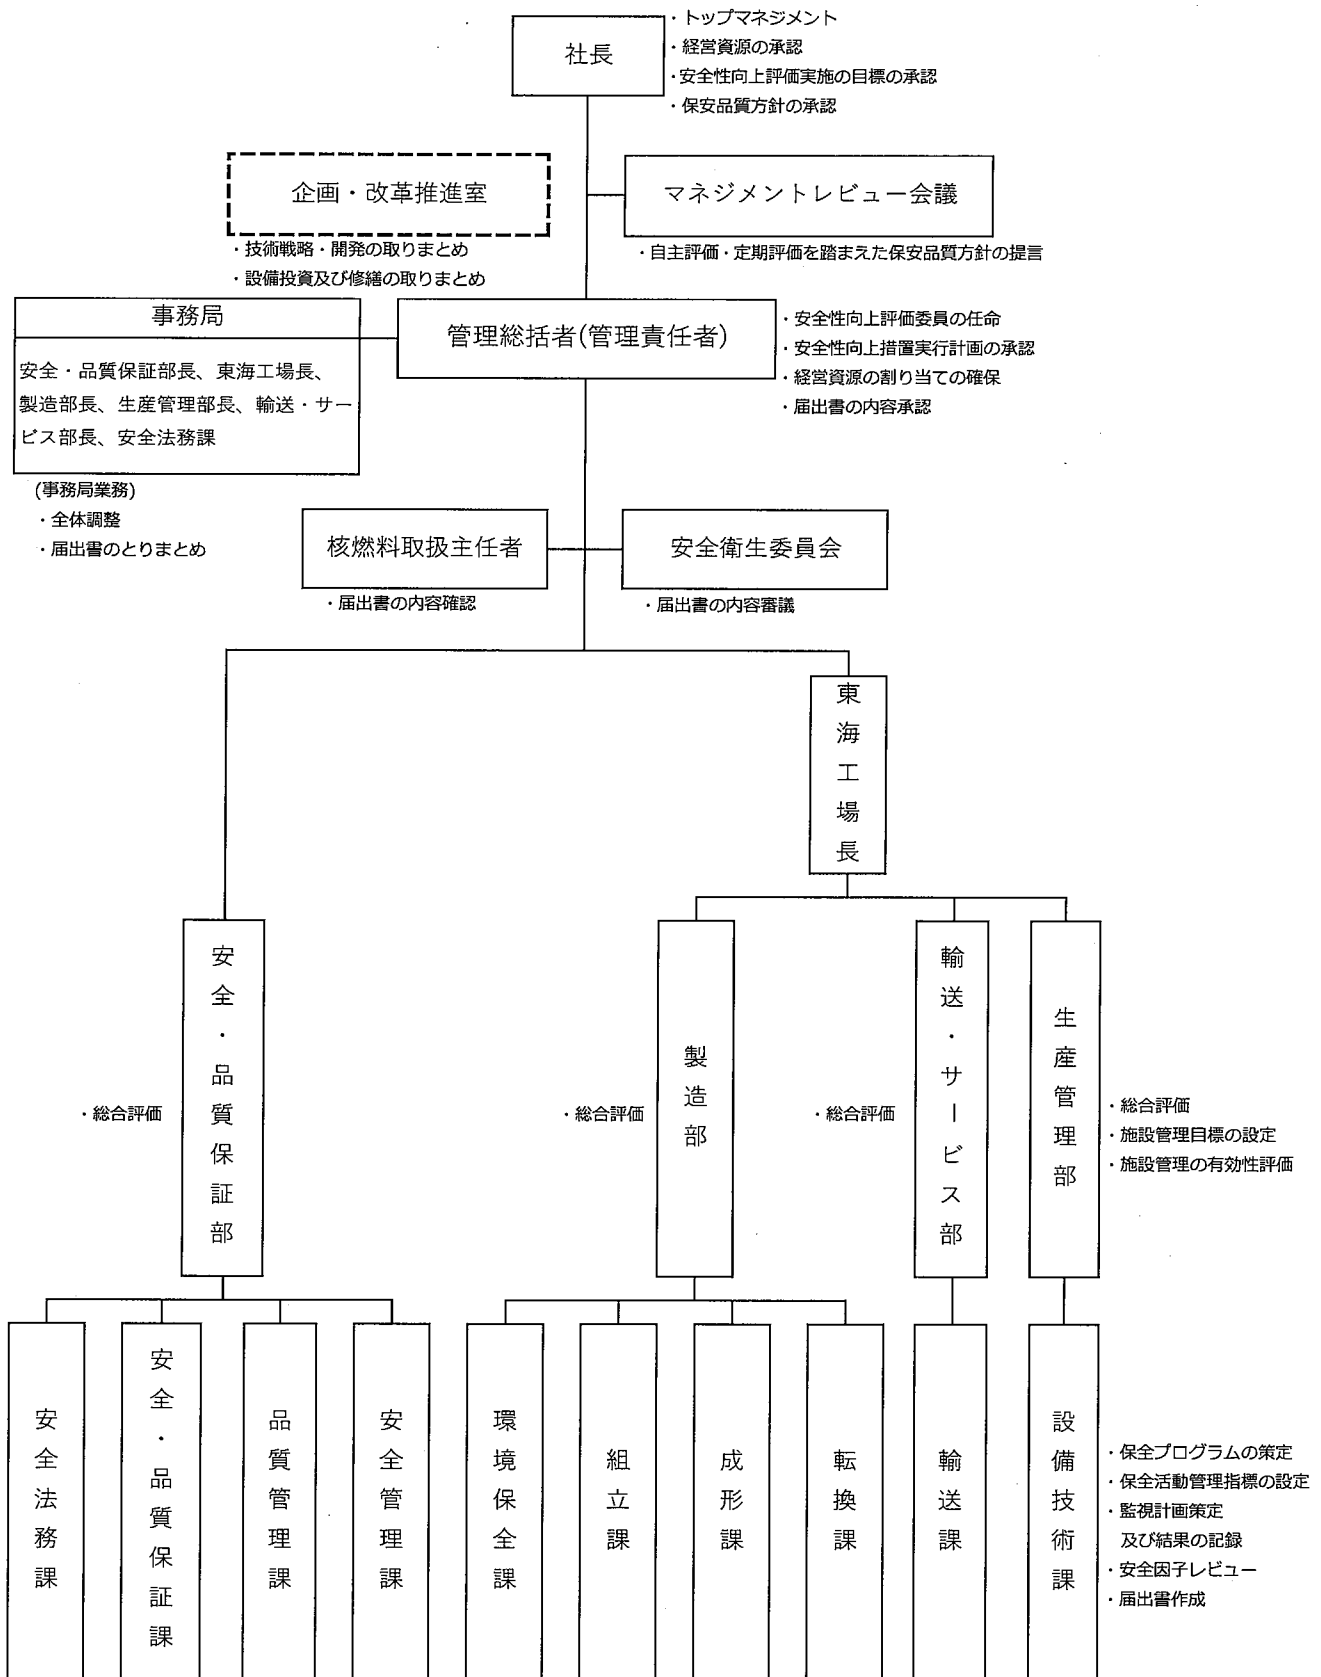 社長
・トップマネジメント
・経営資源の承認
・安全性向上評価実施の目標の承認
・保安品質方針の承認
企画・改革推進室
・技術戦略・開発の取りまとめ
・設備投資及び修繕の取りまとめ
マネジメントレビュー会議
・自主評価・定期評価を踏まえた保安品質方針の提言
事務局
安全・品質保証部長、東海工場長、
製造部長、生産管理部長、輸送・サー
ビス部長、安全法務課
(事務局業務)
・全体調整
・届出書のとりまとめ
管理総括者(管理責任者)
・安全性向上評価委員の任命
・安全性向上措置実行計画の承認
・経営資源の割り当ての確保
・届出書の内容承認
核燃料取扱主任者
・届出書の内容確認
安全衛生委員会
・届出書の内容審議
東海工場長
安全・品質保証部
・総合評価
製造部
・総合評価
輸送・サービス部
・総合評価
生産管理部
・総合評価
・施設管理目標の設定
・施設管理の有効性評価
安全法務課
安全・品質保証課
品質管理課
安全管理課
環境保全課
組立課
成形課
転換課
輸送課
設備技術課
・保全プログラムの策定
・保全活動管理指標の設定
・監視計画策定
及び結果の記録
・安全因子レビュー
・届出書作成